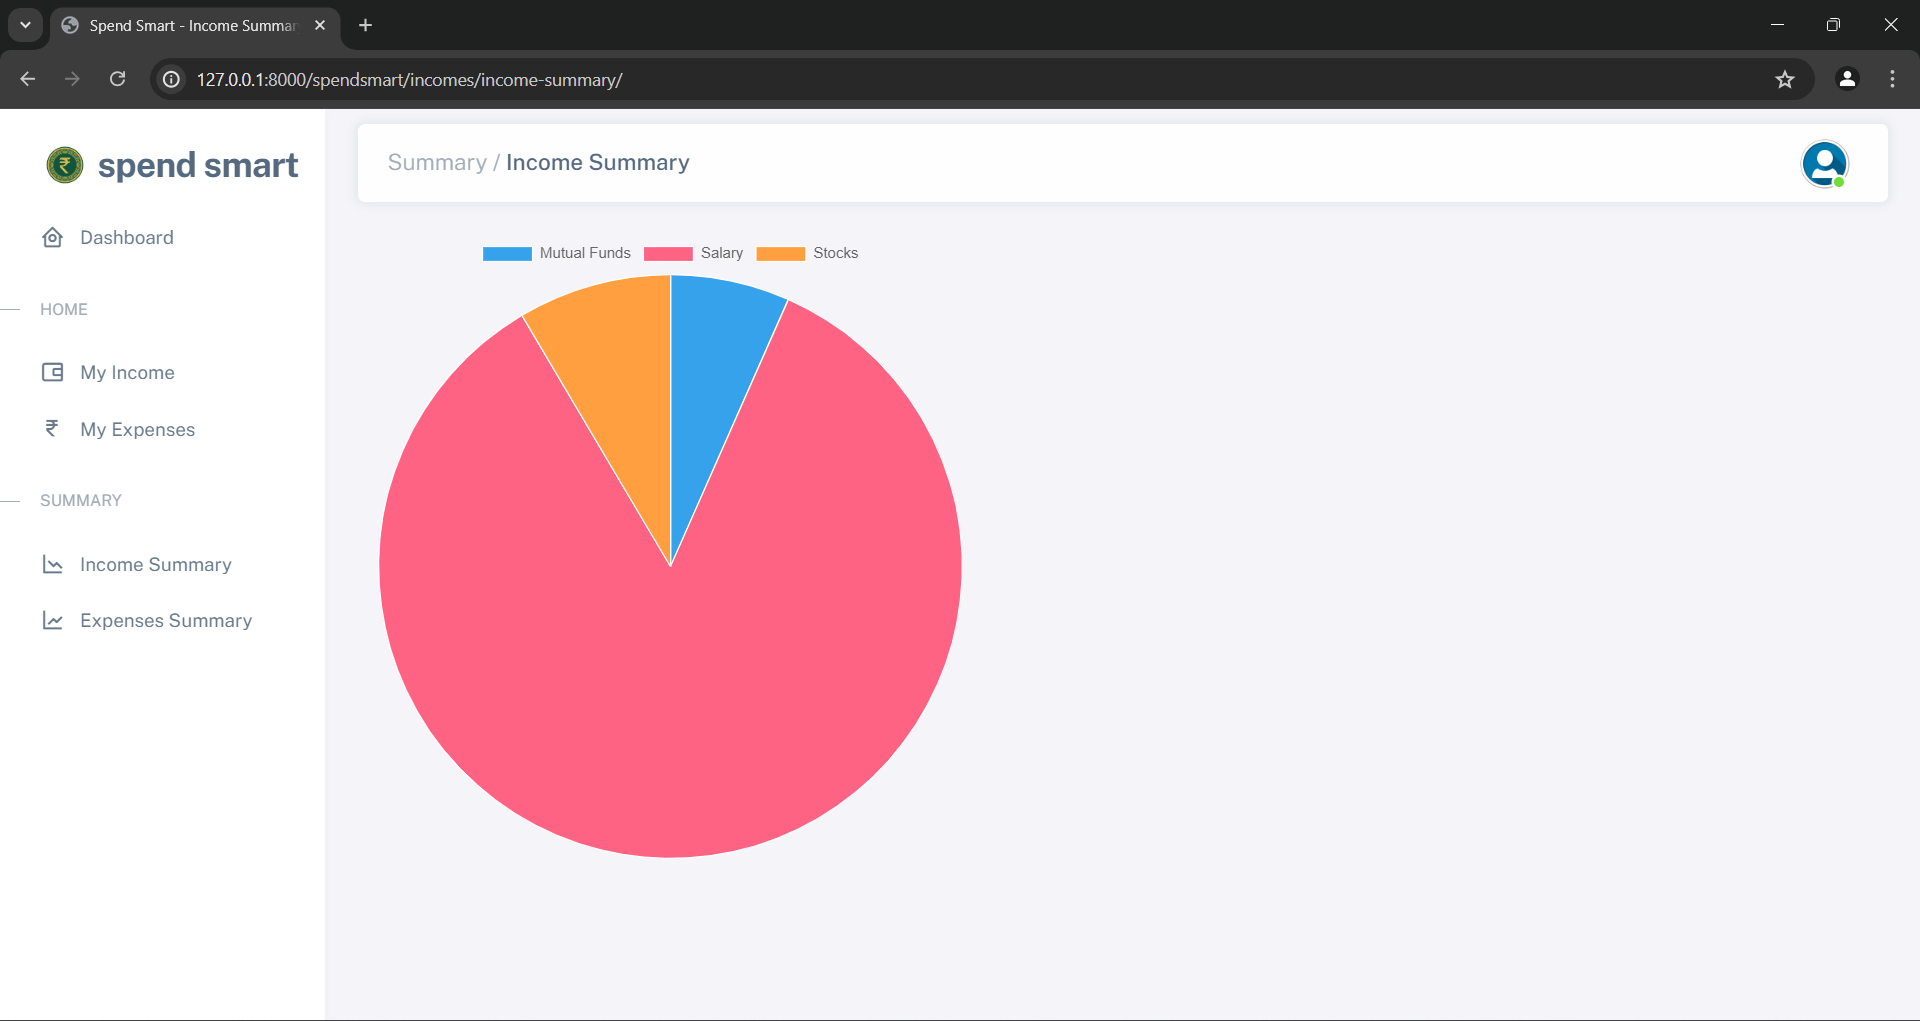 Spend Smart - Income Summar
127.0.0.1:8000/spendsmart/incomes/income-summary/
₹ spend smart
Summary / Income Summary
Dashboard
HOME
My Income
₹ My Expenses
SUMMARY
Income Summary
Expenses Summary
Mutual Funds Salary Stocks